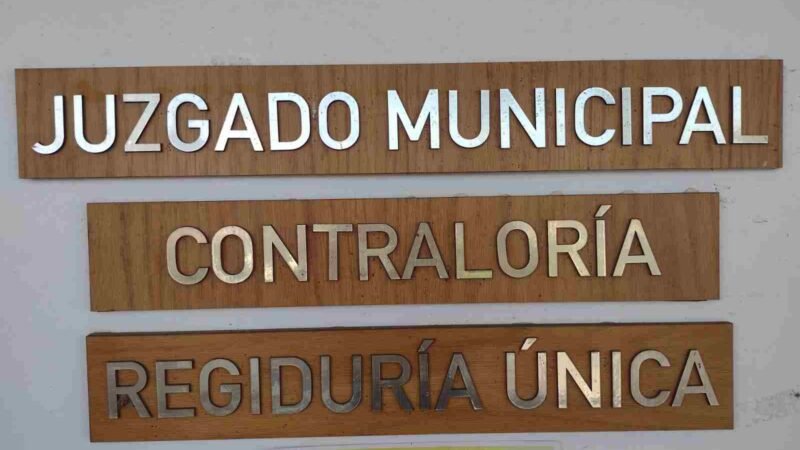 JUZGADO MUNICIPAL
CONTRALORÍA
REGIDURÍA ÚNICA